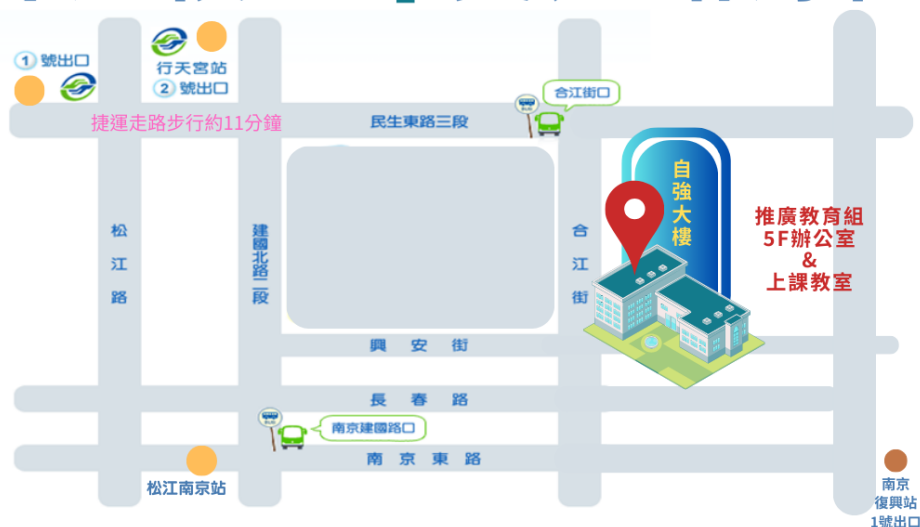 1 號出口
行天宮站
2 號出口
合江街口
BUS
捷運走路步行約11分鐘
民生東路三段
自強大樓
推廣教育組
5F辦公室
&
上課教室
松江路
建國北路二段
合江街
興安街
長春路
BUS
南京建國路口
南京東路
松江南京站
南京
復興站
1號出口